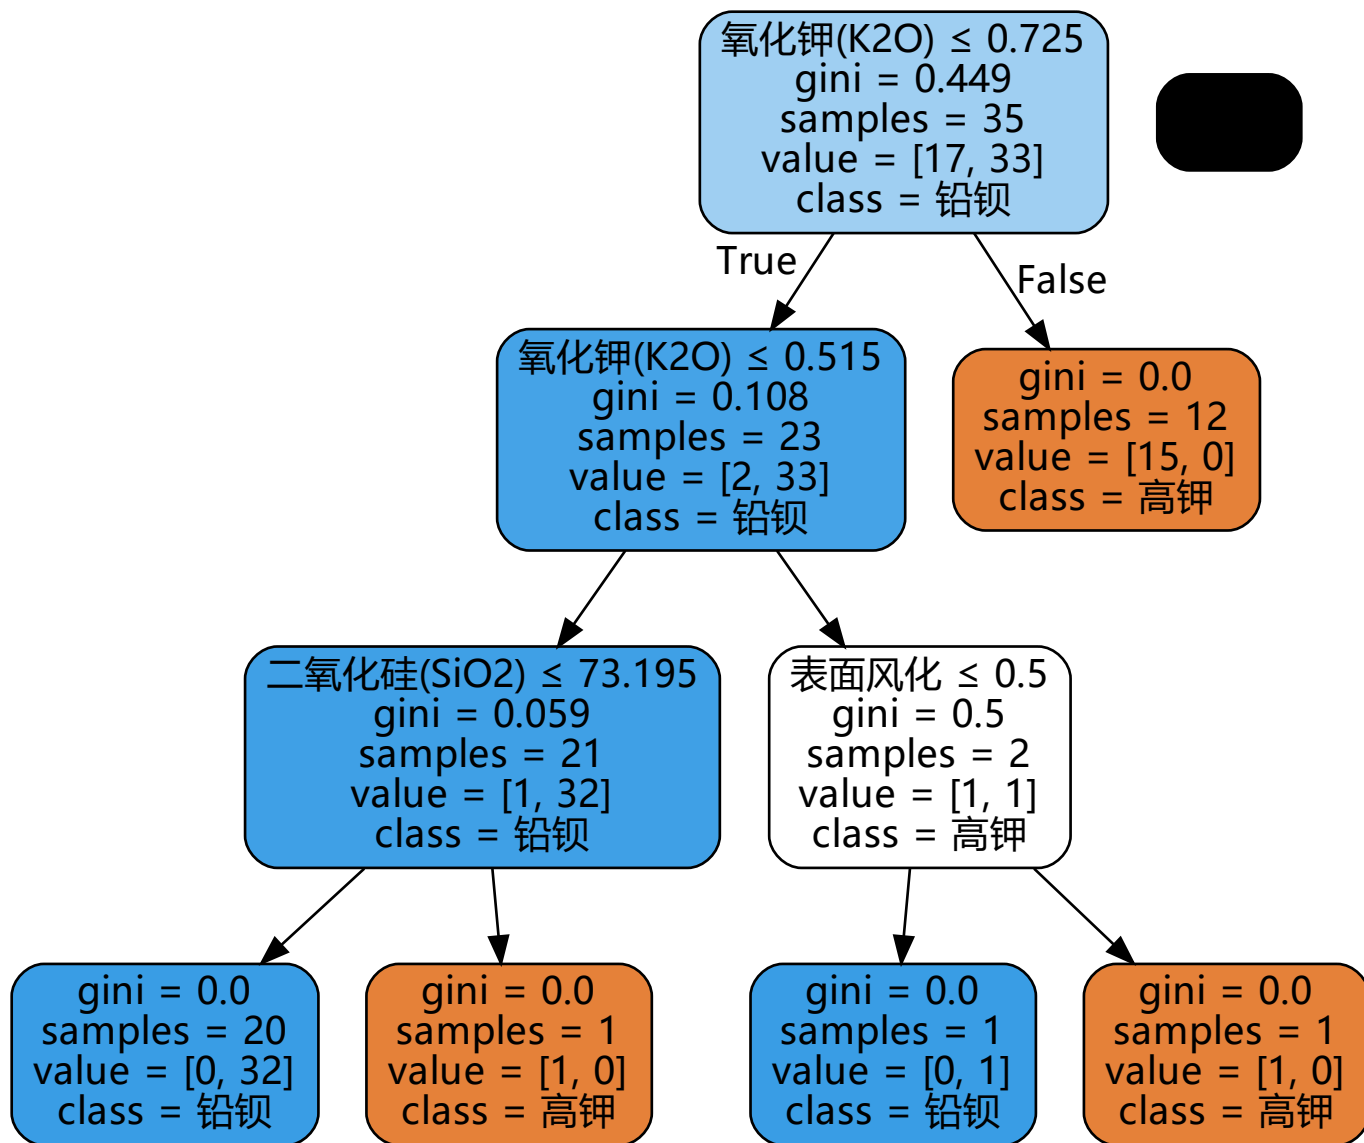 氧化钾(K2O) ≤ 0.725
gini = 0.449
samples = 35
value = [17, 33]
class = 铅钡
True
False
氧化钾(K2O) ≤ 0.515
gini = 0.108
samples = 23
value = [2, 33]
class = 铅钡
gini = 0.0
samples = 12
value = [15, 0]
class = 高钾
二氧化硅(SiO2) ≤ 73.195
gini = 0.059
samples = 21
value = [1, 32]
class = 铅钡
表面风化 ≤ 0.5
gini = 0.5
samples = 2
value = [1, 1]
class = 高钾
gini = 0.0
samples = 20
value = [0, 32]
class = 铅钡
gini = 0.0
samples = 1
value = [1, 0]
class = 高钾
gini = 0.0
samples = 1
value = [0, 1]
class = 铅钡
gini = 0.0
samples = 1
value = [1, 0]
class = 高钾